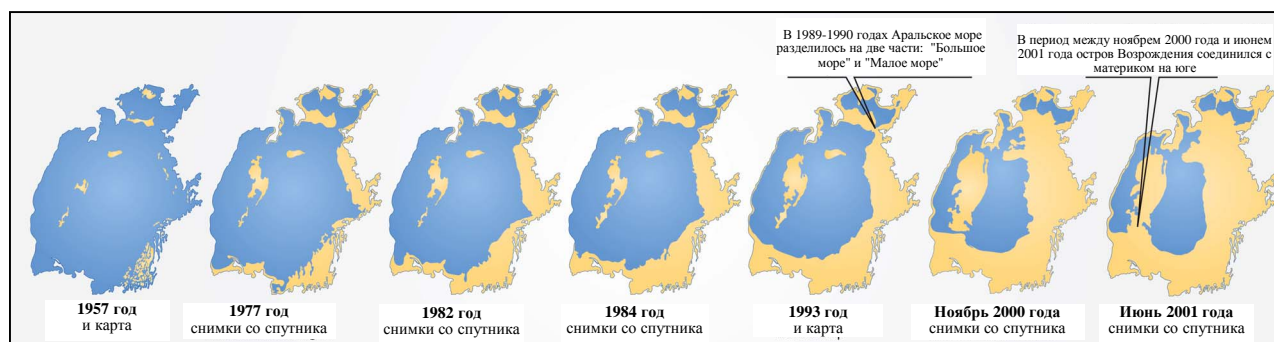 В 1989-1990 годах Аральское море
разделилось на две части: "Большое
море" и "Малое море"
В период между ноябрем 2000 года и июнем
2001 года остров Возрождения соединился с
материком на юге
1957 год
и карта
1977 год
снимки со спутника
1982 год
снимки со спутника
1984 год
снимки со спутника
1993 год
и карта
Ноябрь 2000 года
снимки со спутника
Июнь 2001 года
снимки со спутника